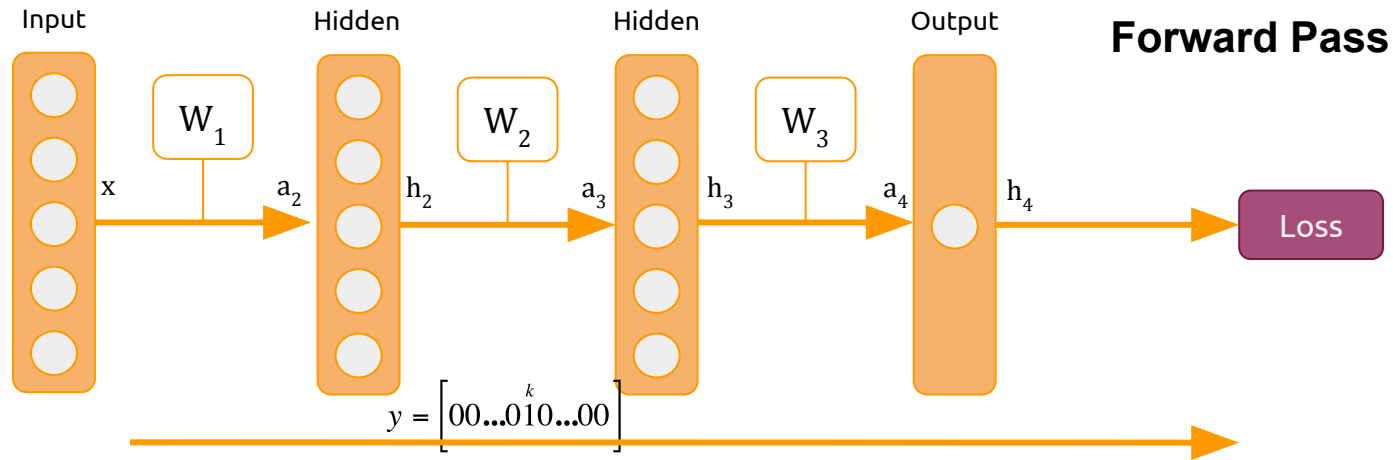 Input
Hidden
Hidden
Output
Forward Pass
W₁
W₂
W₃
x
a₂
h₂
a₃
h₃
a₄
h₄
Loss
k
y = [00...010...00]